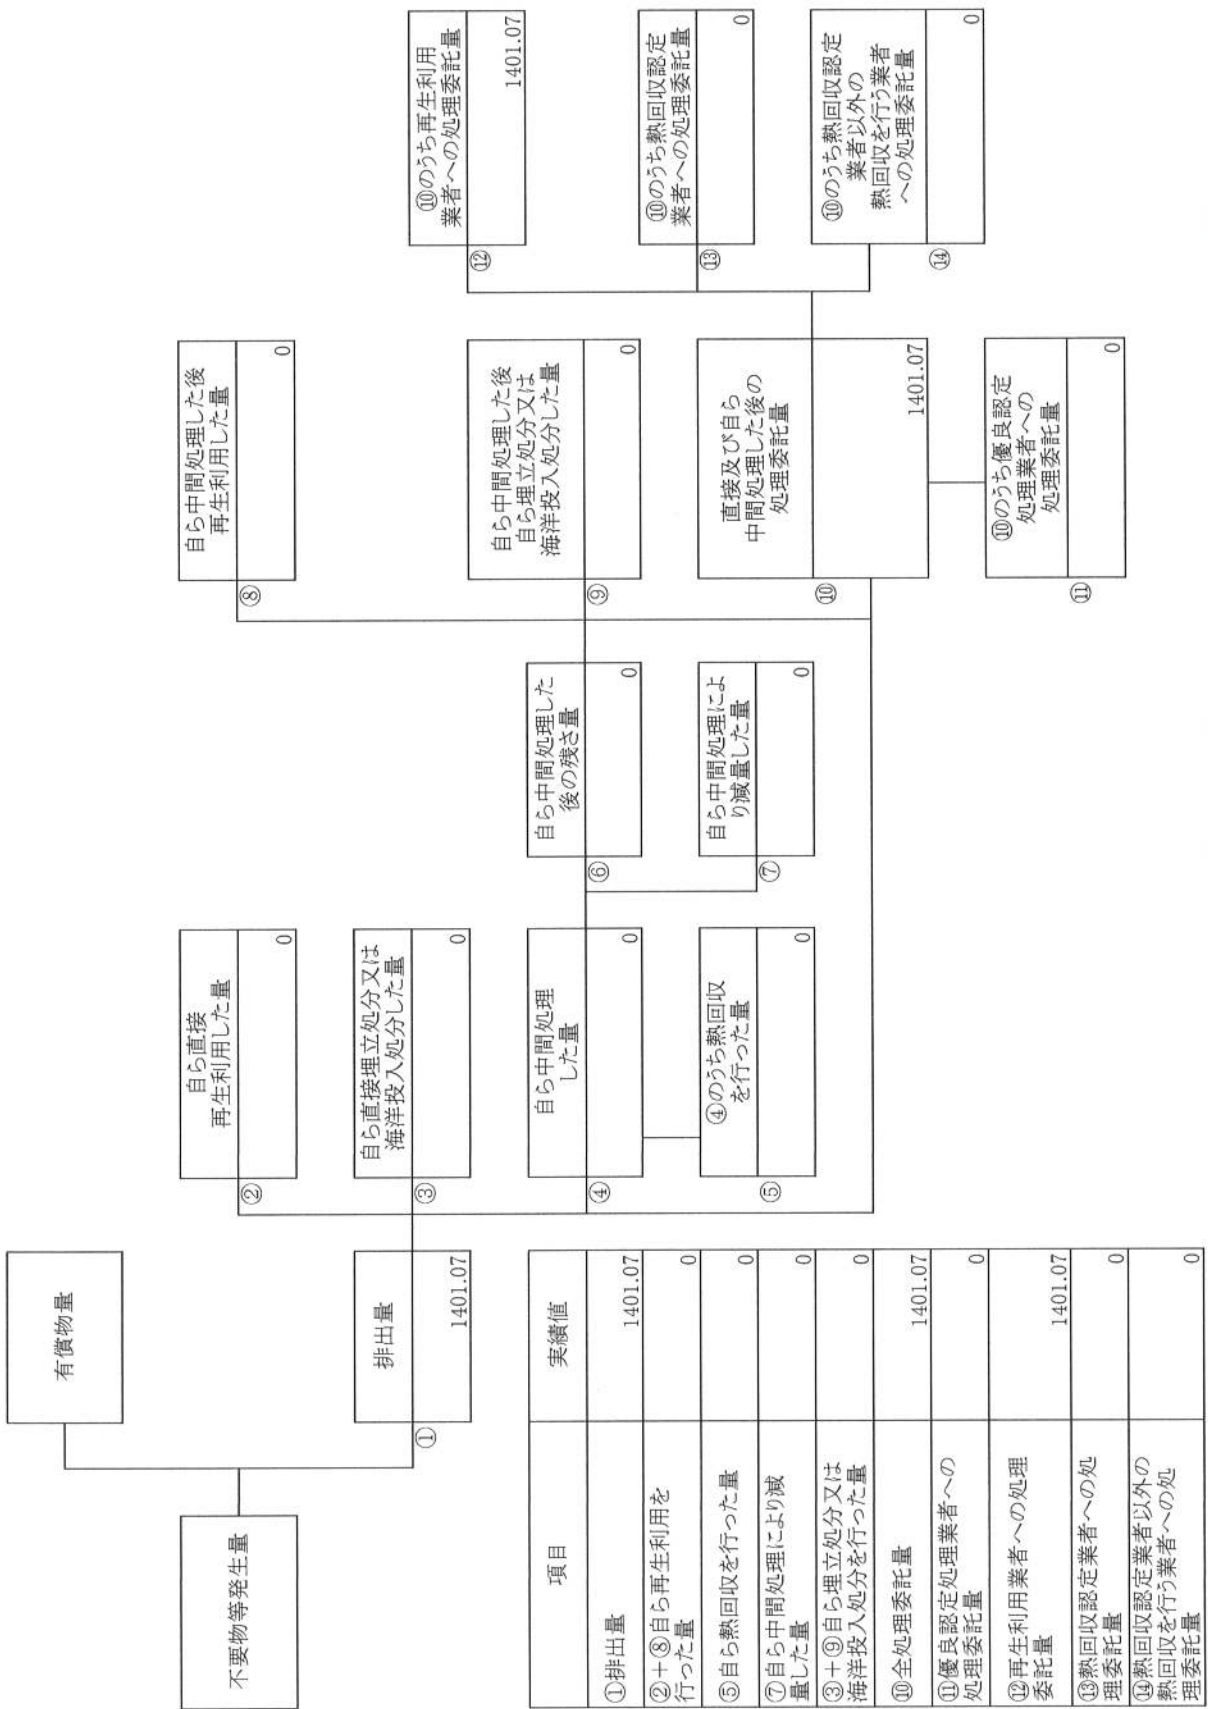 不要物等発生量
有償物量
排出量
①
1401.07
自ら直接
再生利用した量
②
0
自ら直接埋立処分又は
海洋投入処分した量
③
0
自ら中間処理
した量
④
0
④のうち熱回収
を行った量
⑤
0
自ら中間処理した
後の残さ量
⑥
0
自ら中間処理によ
り減量した量
⑦
0
自ら中間処理した後
再生利用した量
⑧
0
自ら中間処理した後
自ら埋立処分又は
海洋投入処分した量
⑨
0
直接及び自ら
中間処理した後の
処理委託量
⑩
1401.07
⑩のうち優良認定
処理業者への
処理委託量
⑪
0
⑩のうち再生利用
業者への処理委託量
⑫
1401.07
⑩のうち熱回収認定
業者への処理委託量
⑬
0
⑩のうち熱回収認定
業者以外の
熱回収を行う業者
への処理委託量
⑭
0
項目 実績値
①排出量 1401.07
②+⑧自ら再生利用を
行った量 0
⑤自ら熱回収を行った量 0
⑦自ら中間処理により減
量した量 0
③+⑨自ら埋立処分又は
海洋投入処分を行った量 0
⑩全処理委託量 1401.07
⑪優良認定処理業者への
処理委託量 0
⑫再生利用業者への処理
委託量 1401.07
⑬熱回収認定業者への処
理委託量 0
⑭熱回収認定業者以外の
熱回収を行う業者への処
理委託量 0